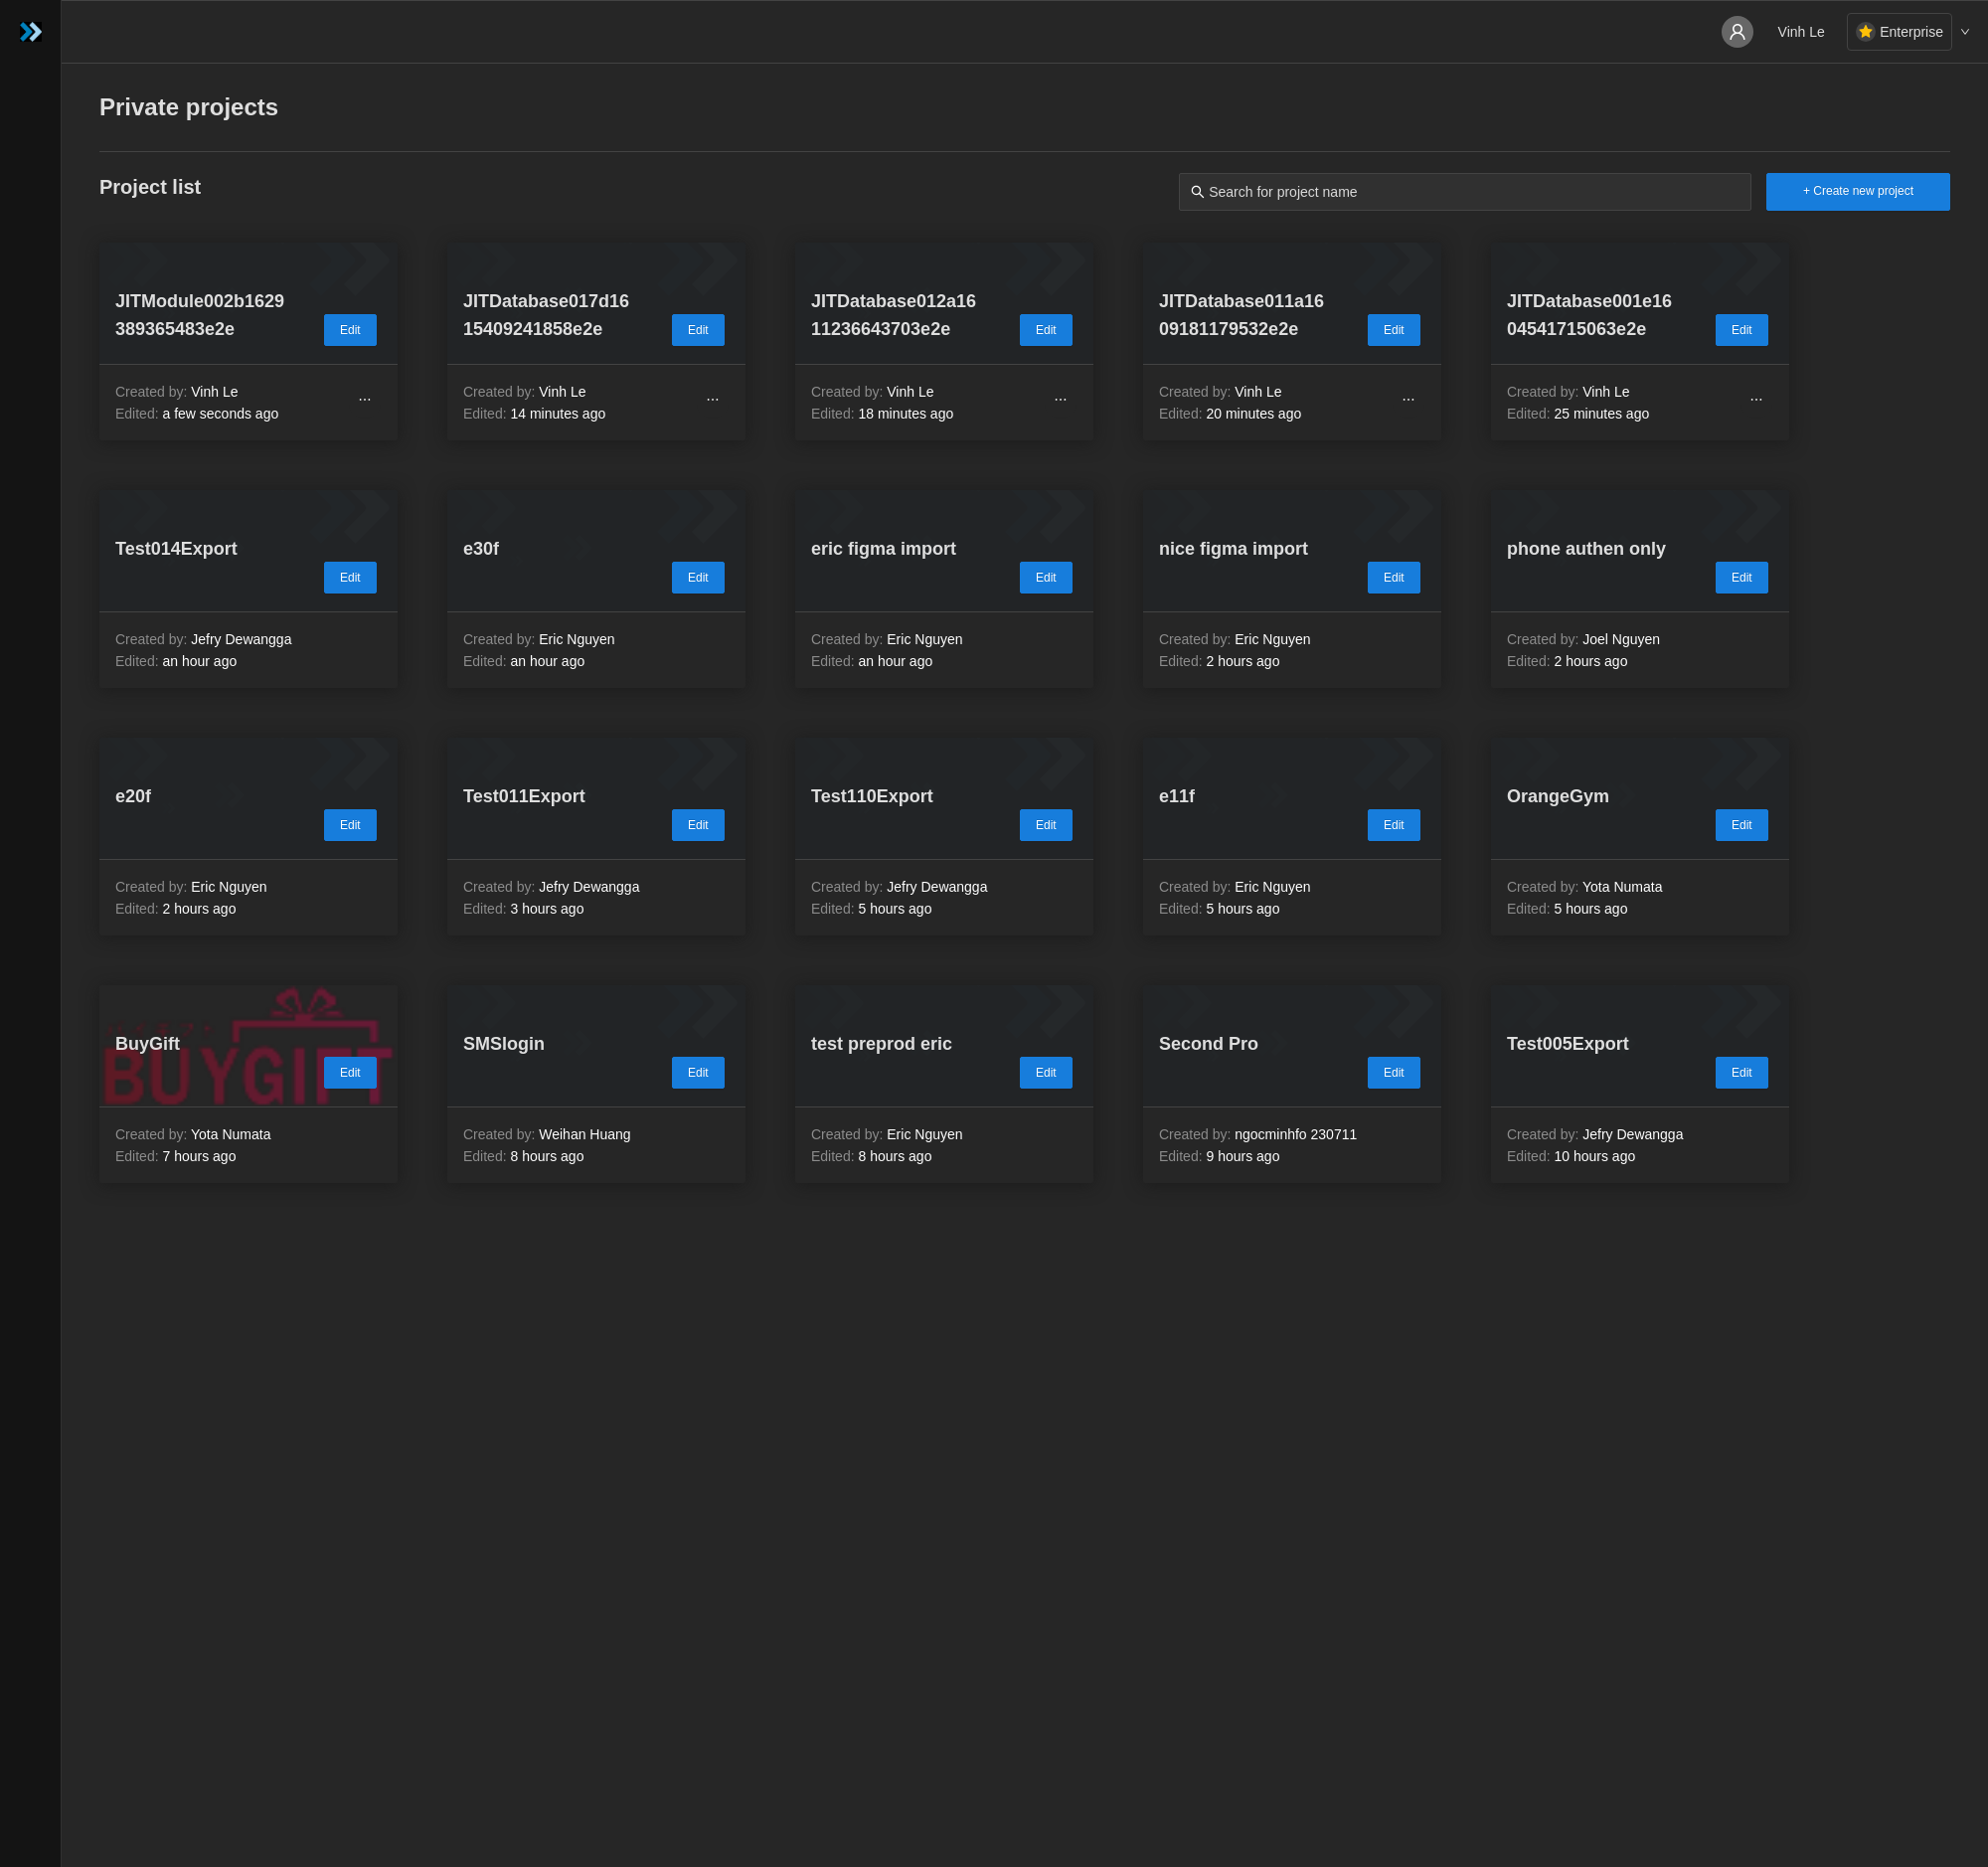 Vinh Le
Enterprise
Private projects
Project list
Search for project name
+ Create new project
JITModule002b1629
389365483e2e
Edit
Created by: Vinh Le
...
Edited: a few seconds ago
JITDatabase017d16
15409241858e2e
Edit
Created by: Vinh Le
...
Edited: 14 minutes ago
JITDatabase012a16
11236643703e2e
Edit
Created by: Vinh Le
...
Edited: 18 minutes ago
JITDatabase011a16
09181179532e2e
Edit
Created by: Vinh Le
...
Edited: 20 minutes ago
JITDatabase001e16
04541715063e2e
Edit
Created by: Vinh Le
...
Edited: 25 minutes ago
Test014Export
Edit
Created by: Jefry Dewangga
Edited: an hour ago
e30f
Edit
Created by: Eric Nguyen
Edited: an hour ago
eric figma import
Edit
Created by: Eric Nguyen
Edited: an hour ago
nice figma import
Edit
Created by: Eric Nguyen
Edited: 2 hours ago
phone authen only
Edit
Created by: Joel Nguyen
Edited: 2 hours ago
e20f
Edit
Created by: Eric Nguyen
Edited: 2 hours ago
Test011Export
Edit
Created by: Jefry Dewangga
Edited: 3 hours ago
Test110Export
Edit
Created by: Jefry Dewangga
Edited: 5 hours ago
e11f
Edit
Created by: Eric Nguyen
Edited: 5 hours ago
OrangeGym
Edit
Created by: Yota Numata
Edited: 5 hours ago
BuyGift
BUYGIFT
Edit
Created by: Yota Numata
Edited: 7 hours ago
SMSlogin
Edit
Created by: Weihan Huang
Edited: 8 hours ago
test preprod eric
Edit
Created by: Eric Nguyen
Edited: 8 hours ago
Second Pro
Edit
Created by: ngocminhfo 230711
Edited: 9 hours ago
Test005Export
Edit
Created by: Jefry Dewangga
Edited: 10 hours ago